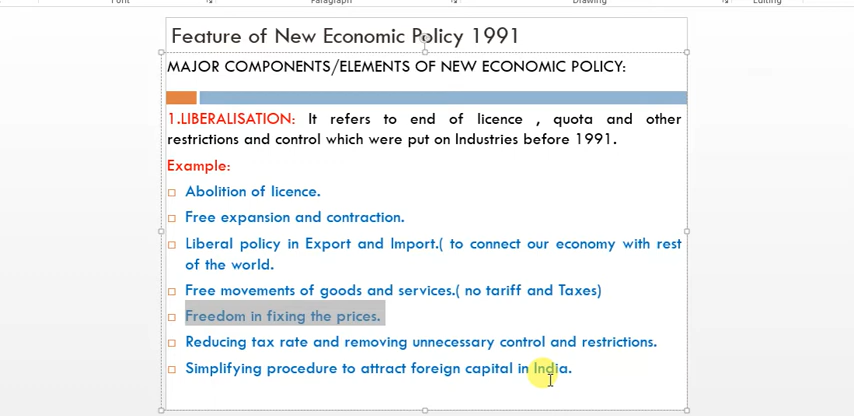 Font Paragraph Drawing Editing
Feature of New Economic Policy 1991
MAJOR COMPONENTS/ELEMENTS OF NEW ECONOMIC POLICY:
1.LIBERALISATION: It refers to end of licence , quota and other
restrictions and control which were put on Industries before 1991.
Example:
Abolition of licence.
Free expansion and contraction.
Liberal policy in Export and Import.( to connect our economy with rest
of the world.
Free movements of goods and services.( no tariff and Taxes)
Freedom in fixing the prices.
Reducing tax rate and removing unnecessary control and restrictions.
Simplifying procedure to attract foreign capital in India.